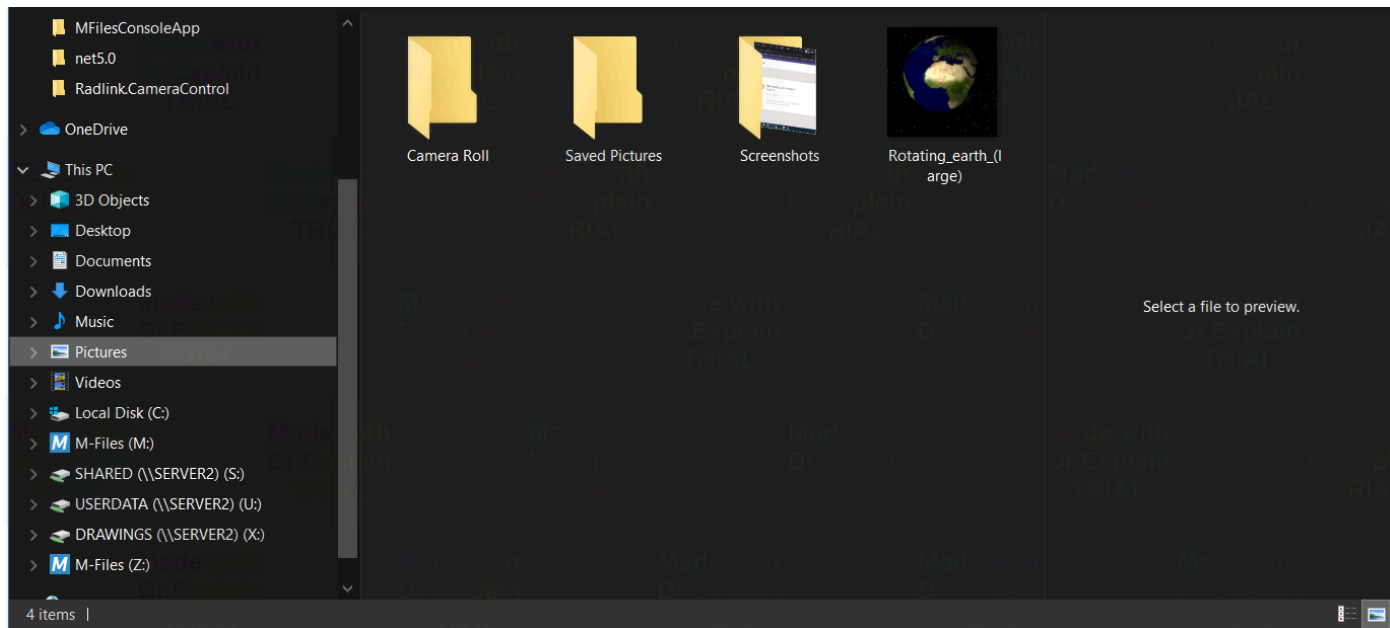 MFilesConsoleApp
net5.0
Radlink.CameraControl
OneDrive
This PC
3D Objects
Desktop
Documents
Downloads
Music
Pictures
Videos
Local Disk (C:)
M-Files (M:)
SHARED (\\SERVER2) (S:)
USERDATA (\\SERVER2) (U:)
DRAWINGS (\\SERVER2) (X:)
M-Files (Z:)
4 items
Camera Roll
Saved Pictures
Screenshots
Rotating_earth_(l
arge)
Select a file to preview.
Made with
Dr.Explain
TRIAL